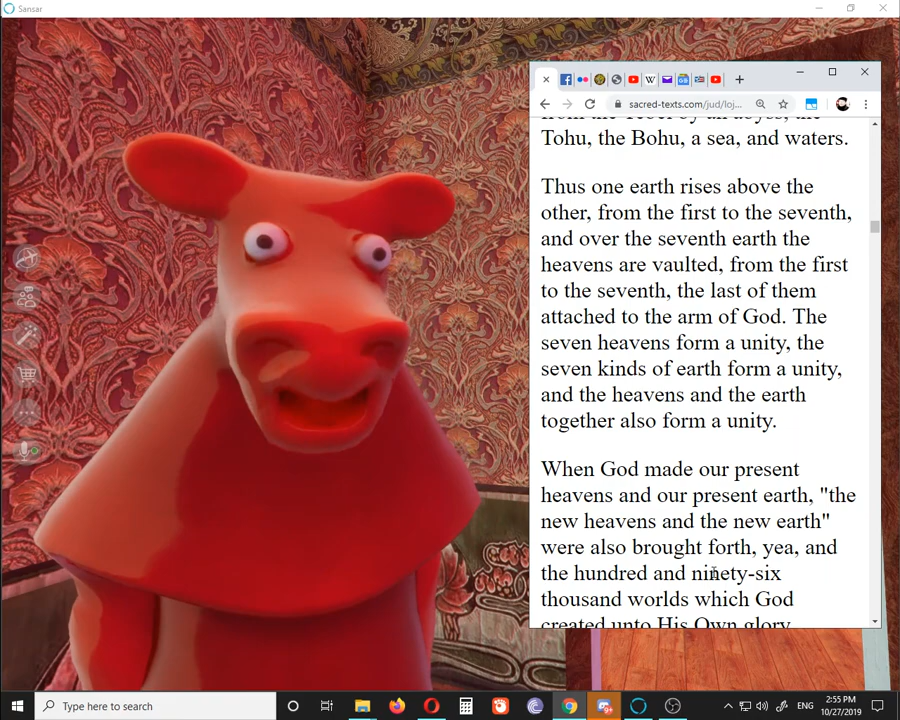 Sansar
sacred-texts.com/jud/loj...
Tohu, the Bohu, a sea, and waters.
Thus one earth rises above the
other, from the first to the seventh,
and over the seventh earth the
heavens are vaulted, from the first
to the seventh, the last of them
attached to the arm of God. The
seven heavens form a unity, the
seven kinds of earth form a unity,
and the heavens and the earth
together also form a unity.
When God made our present
heavens and our present earth, "the
new heavens and the new earth"
were also brought forth, yea, and
the hundred and ninety-six
thousand worlds which God
created unto His Own glory
Type here to search
ENG
2:55 PM
10/27/2019